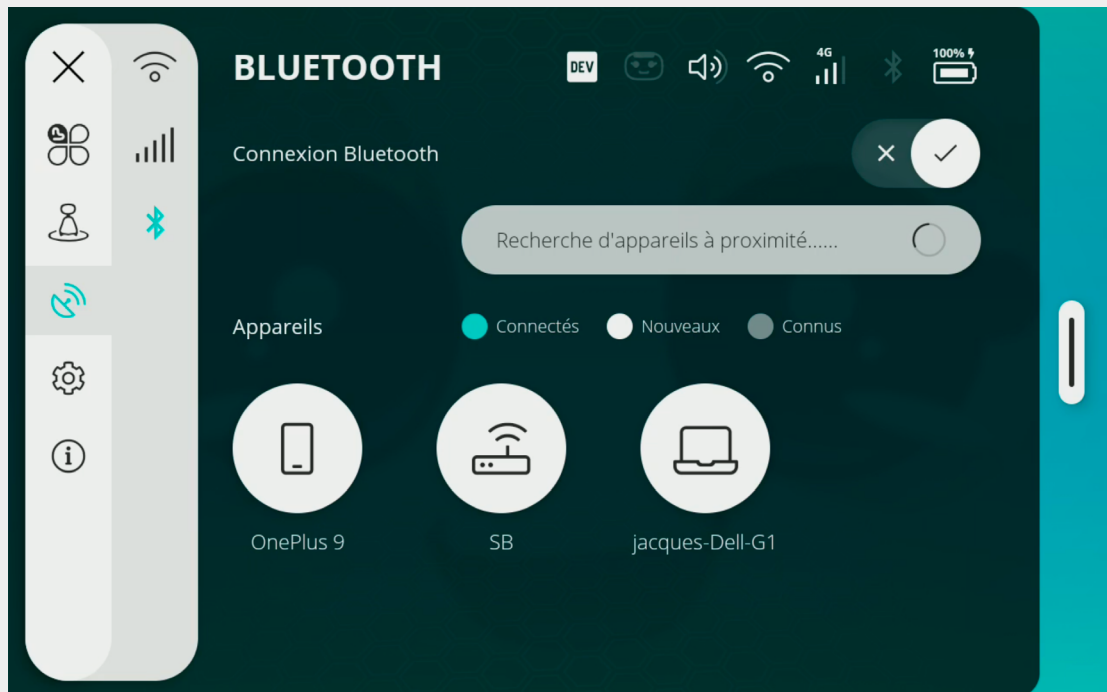 BLUETOOTH
DEV
4G
100%
Connexion Bluetooth
Recherche d'appareils à proximité......
Appareils
Connectés
Nouveaux
Connus
OnePlus 9
SB
jacques-Dell-G1